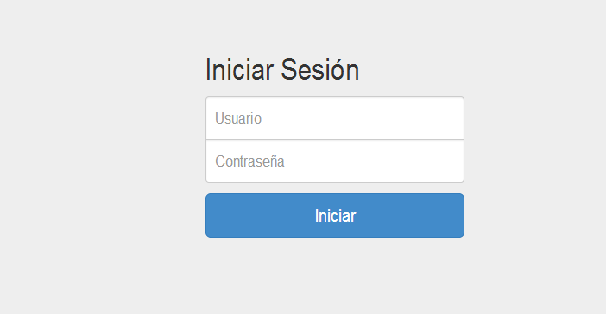 Iniciar Sesión
Usuario
Contraseña
Iniciar